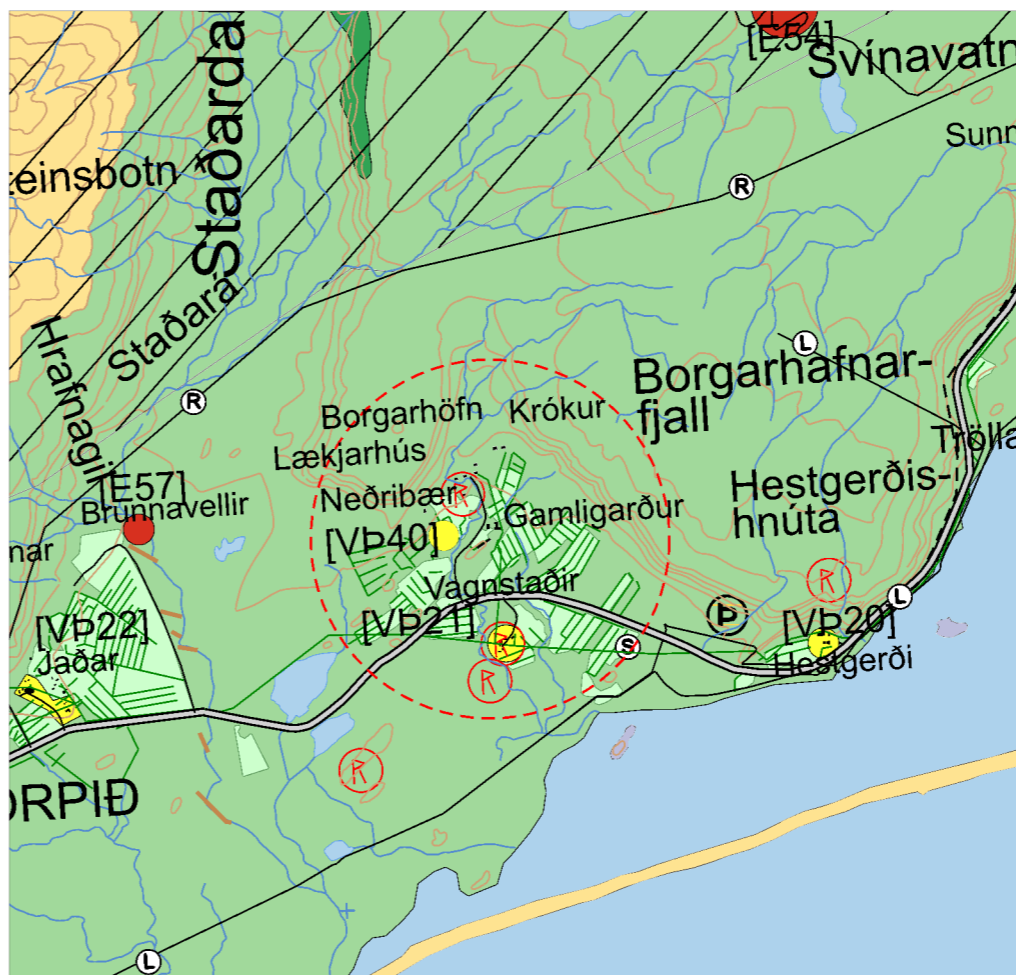 [E54]
Svínavatn
Sunn
Staðarda
teinsbotn
R
Staðará
Hrafnagil
L
R
Borgarhafnar-
fjall
Borgarhöfn
Krókur
Trölla
Lækjarhús
[E57]
Neðribær
Hestgerðis-
hnúta
Brunnavellir
Gamligarður
[VÞ40]
nar
Vagnstaðir
L
Þ
[VÞ21]
[VÞ20]
[VÞ22]
S
Jaðar
Hestgerði
ORPIÐ
L